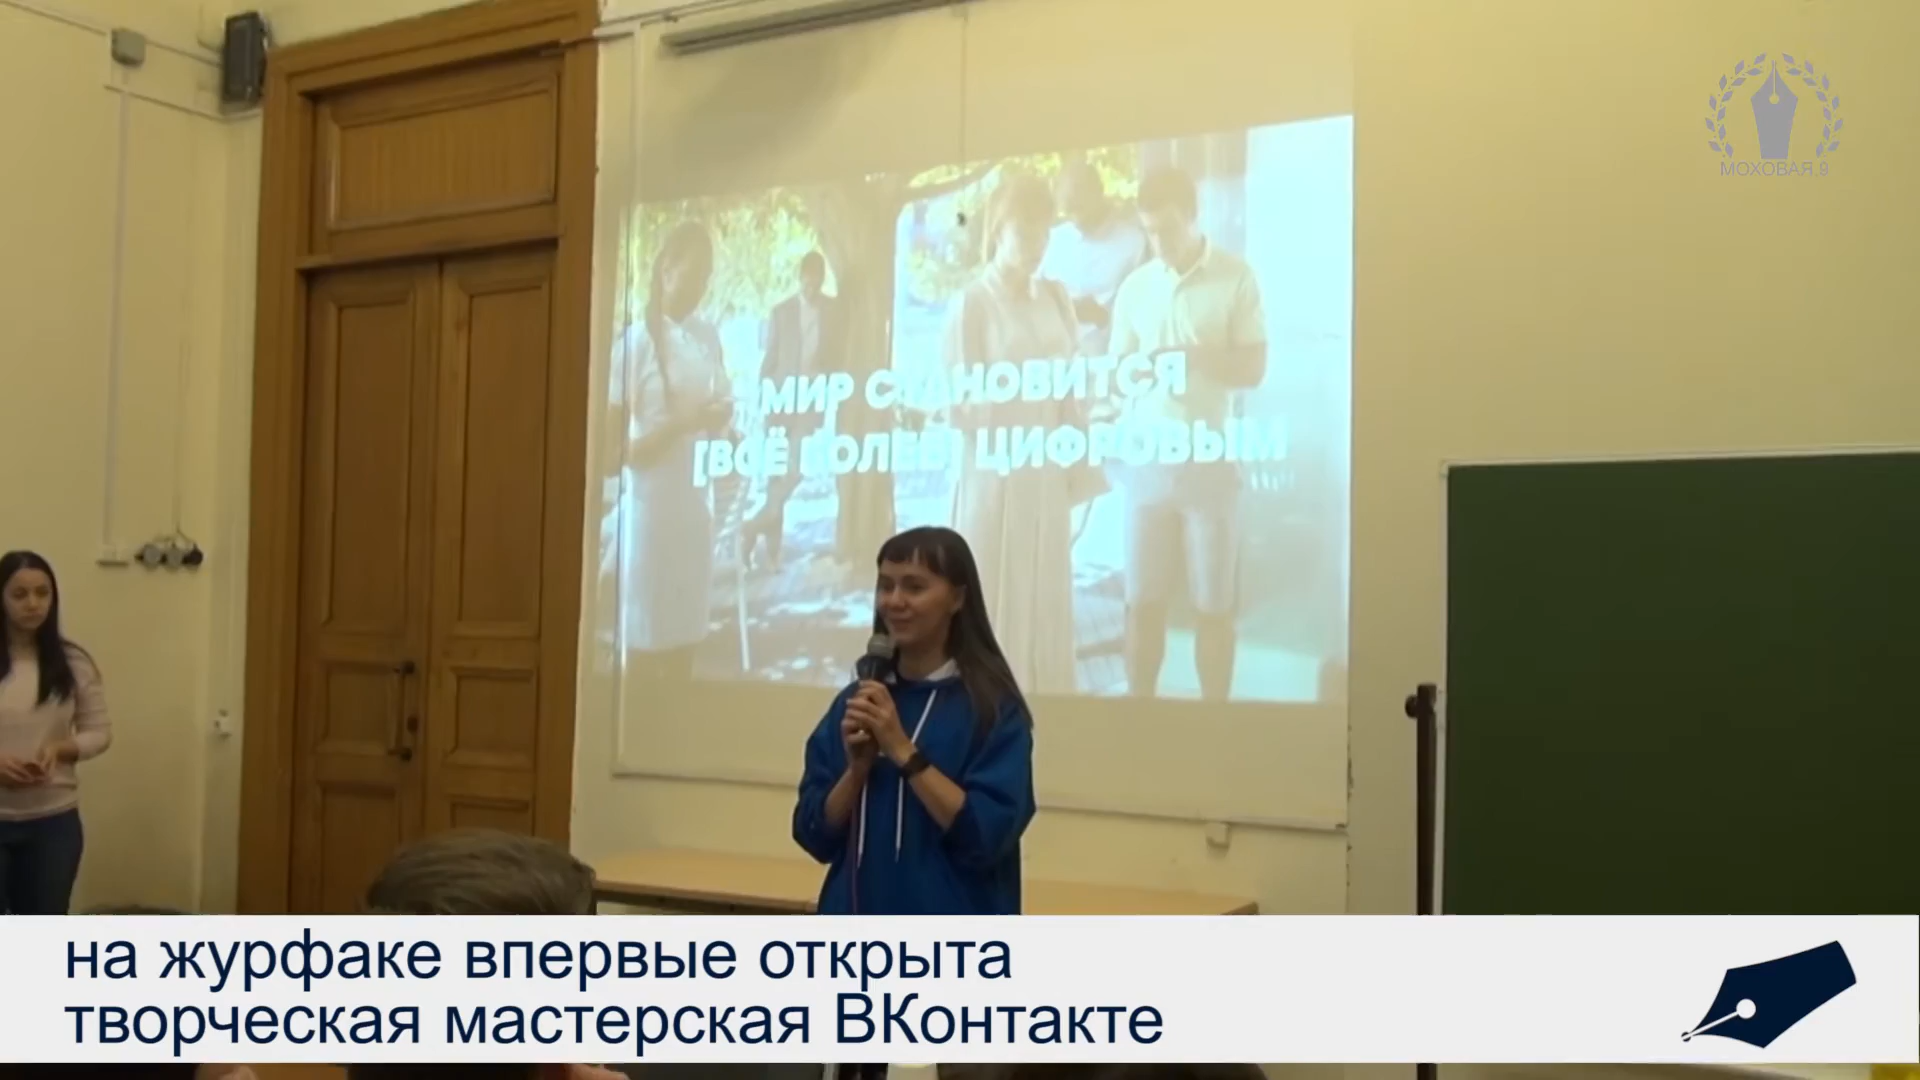 МОХОВАЯ.9
МИР СТАНОВИТСЯ
[ВСЁ БОЛЕЕ] ЦИФРОВЫМ
на журфаке впервые открыта
творческая мастерская ВКонтакте